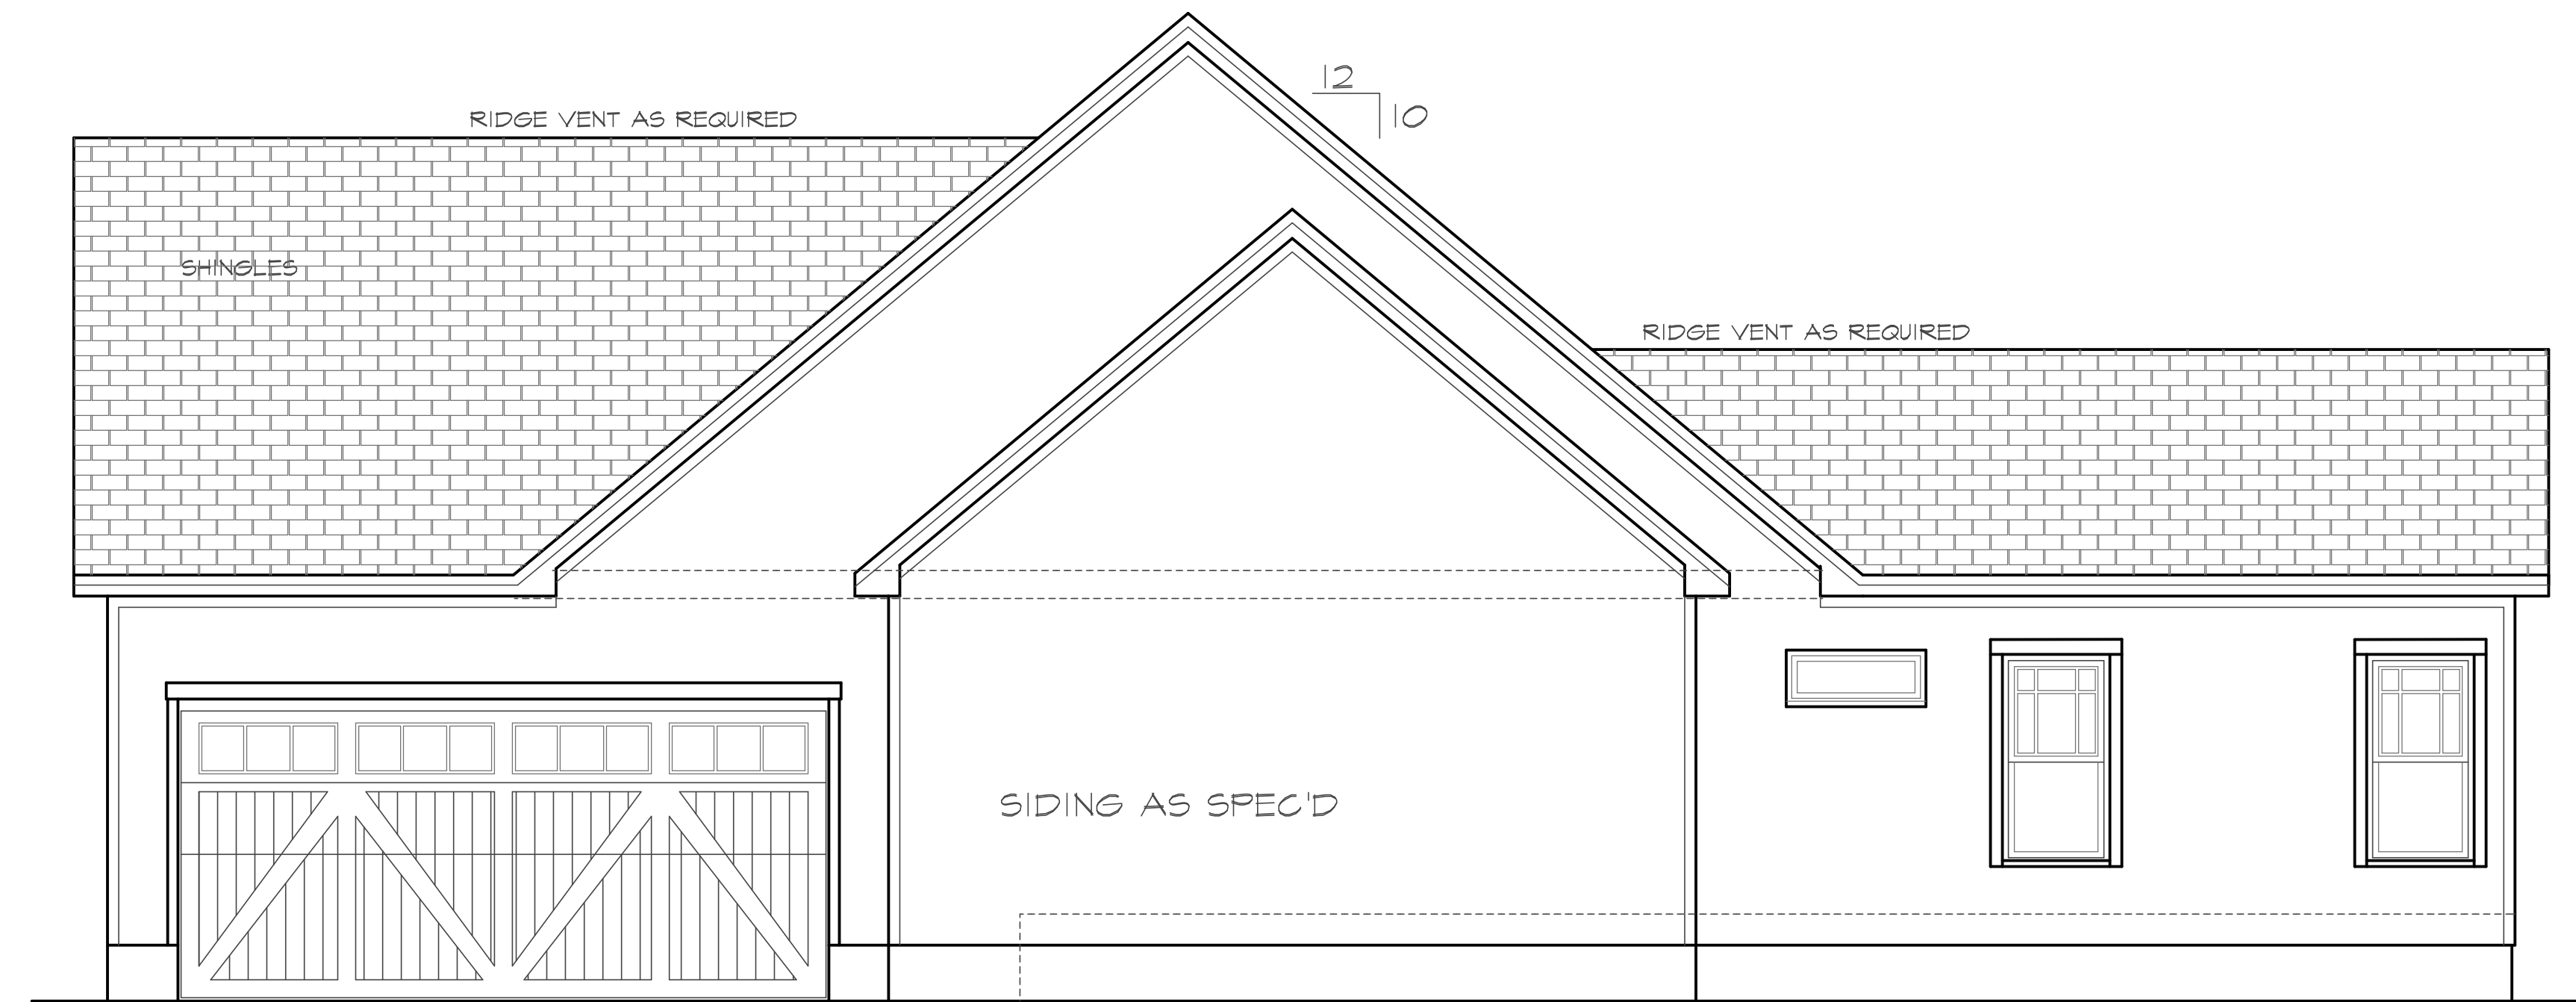 12
10
RIDGE VENT AS REQUIRED
SHINGLES
RIDGE VENT AS REQUIRED
SIDING AS SPEC'D